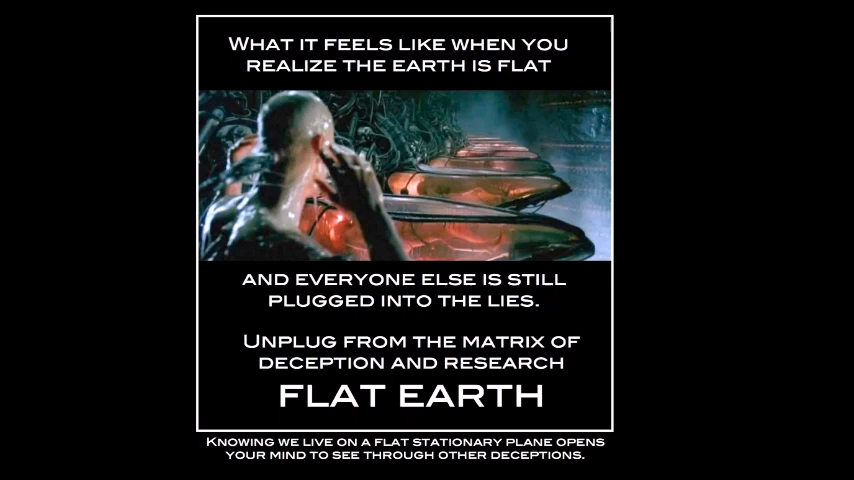 What it feels like when you
realize the earth is flat
and everyone else is still
plugged into the lies.
Unplug from the matrix of
deception and research
FLAT EARTH
Knowing we live on a flat stationary plane opens
your mind to see through other deceptions.